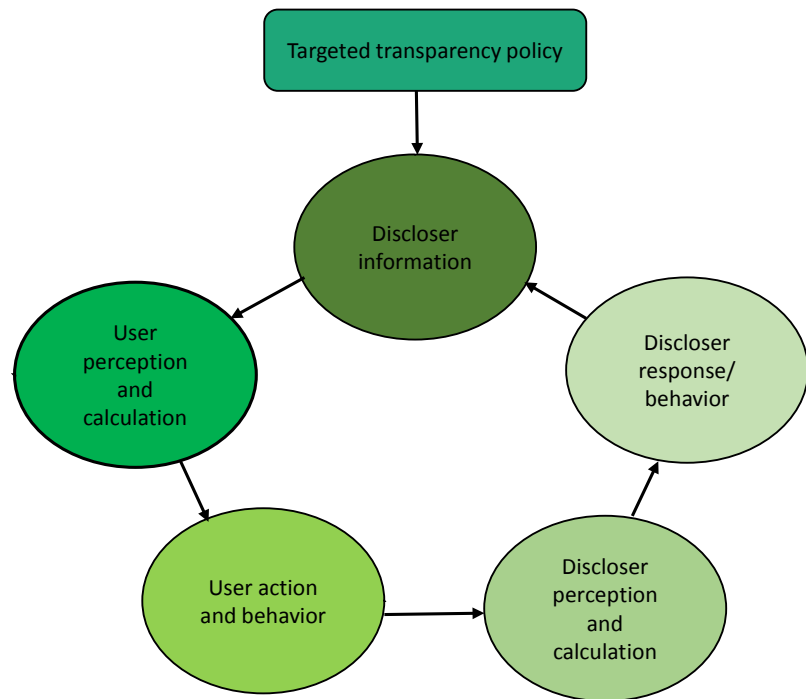 Targeted transparency policy
Discloser
information
User
perception
and
calculation
Discloser
response/
behavior
User action
and behavior
Discloser
perception
and
calculation